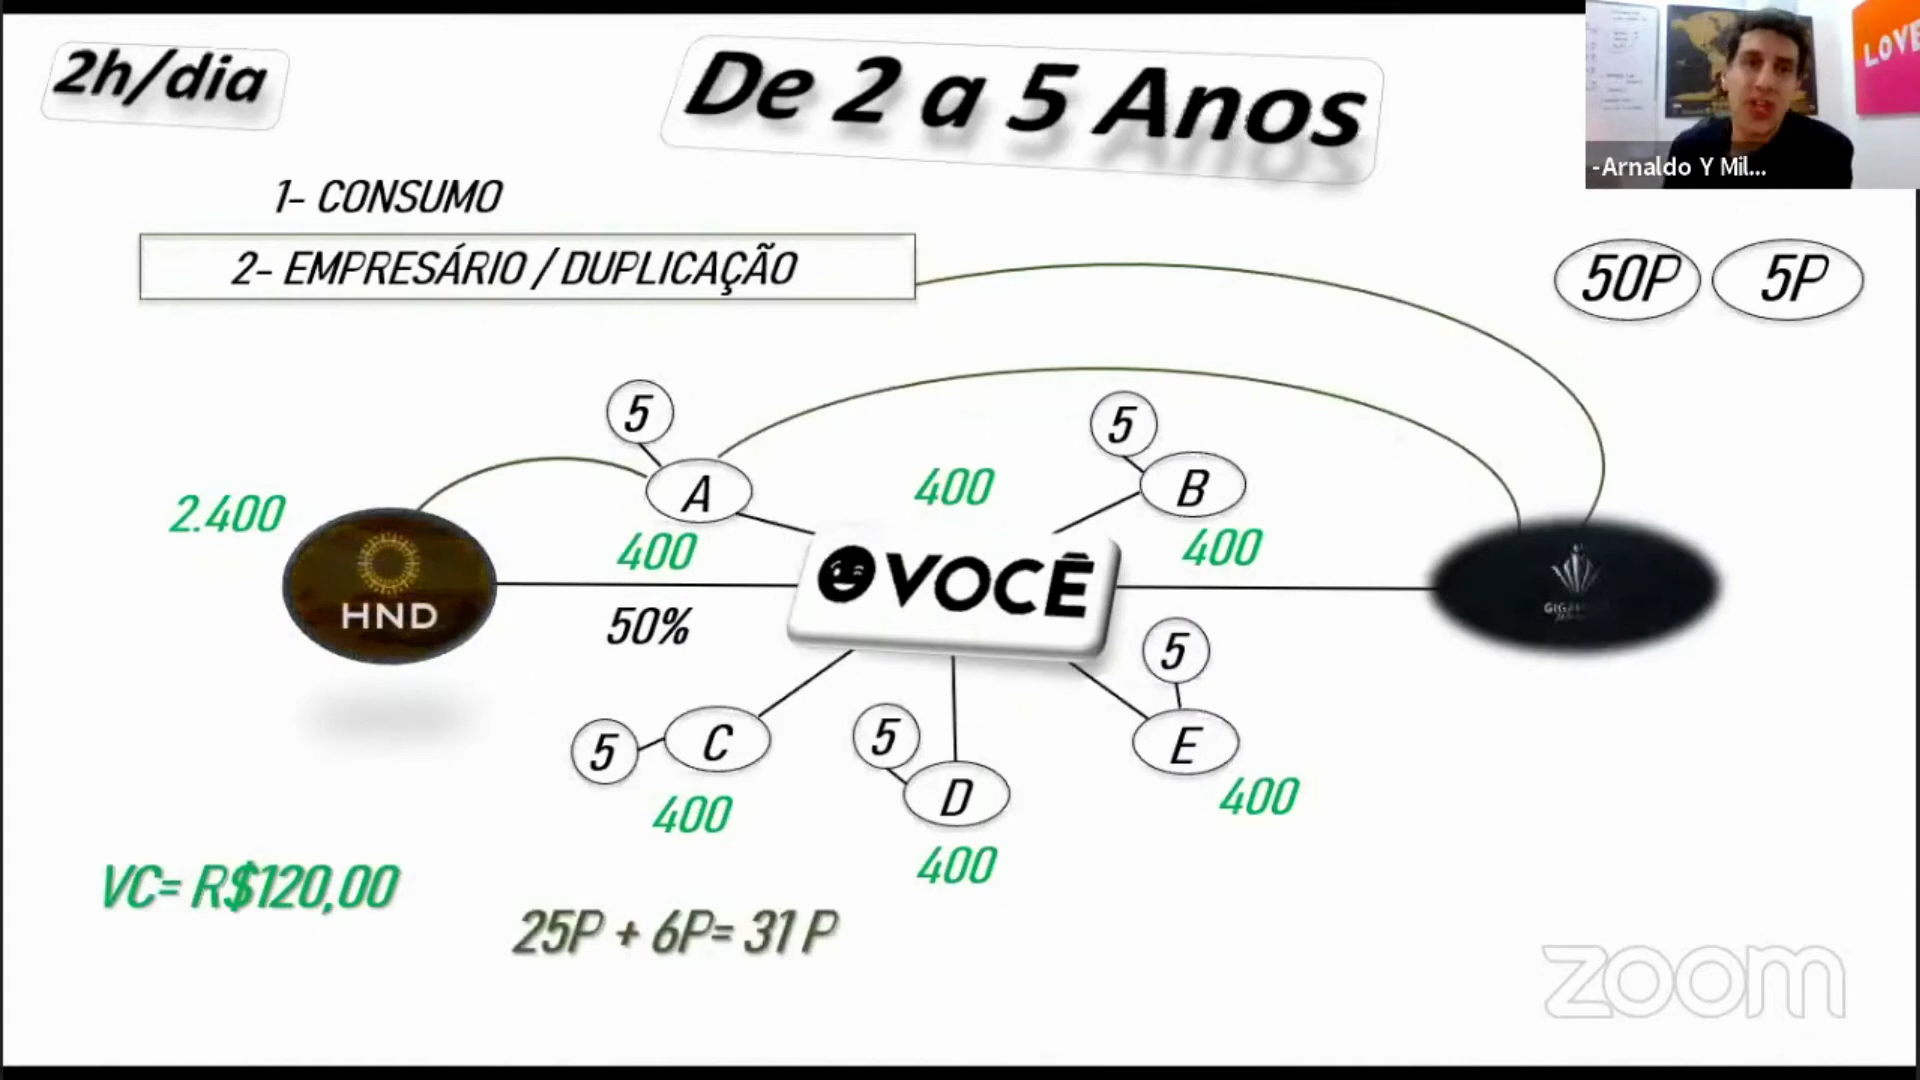 2h/dia
De 2 a 5 Anos
LOVE
-Arnaldo Y Mil...
1- CONSUMO
2- EMPRESÁRIO / DUPLICAÇÃO
50P
5P
5
A
5
B
400
2.400
400
400
HND
VOCÊ
50%
5
5
C
5
D
E
400
400
400
VC= R$120,00
25P + 6P= 31 P
zoom